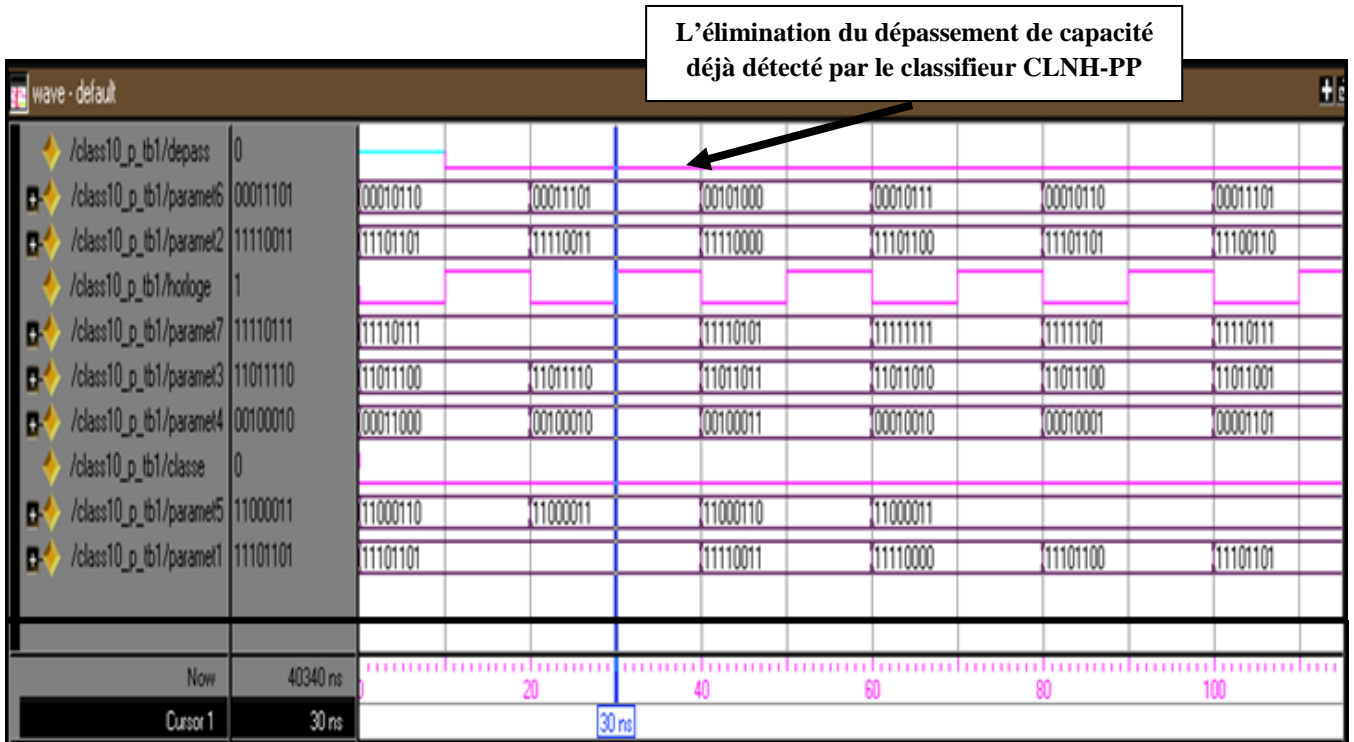 L’élimination du dépassement de capacité
déjà détecté par le classifieur CLNH-PP
wave - default
/class10_p_tb1/depass 0
/class10_p_tb1/paramet6 00011101 00010110 00011101 00101000 00010111 00010110 00011101
/class10_p_tb1/paramet2 11110011 11101101 11110011 11110000 11101100 11101101 11100110
/class10_p_tb1/horloge 1
/class10_p_tb1/paramet7 11110111 11110111 11110101 11111111 11111101 11110111
/class10_p_tb1/paramet3 11011110 11011100 11011110 11011011 11011010 11011100 11011001
/class10_p_tb1/paramet4 00100010 00011000 00100010 00100011 00010010 00010001 00001101
/class10_p_tb1/classe 0
/class10_p_tb1/paramet5 11000011 11000110 11000011 11000110 11000011
/class10_p_tb1/paramet1 11101101 11101101 11110011 11110000 11101100 11101101
Now 40340 ns 0 20 40 60 80 100
Cursor 1 30 ns 30 ns